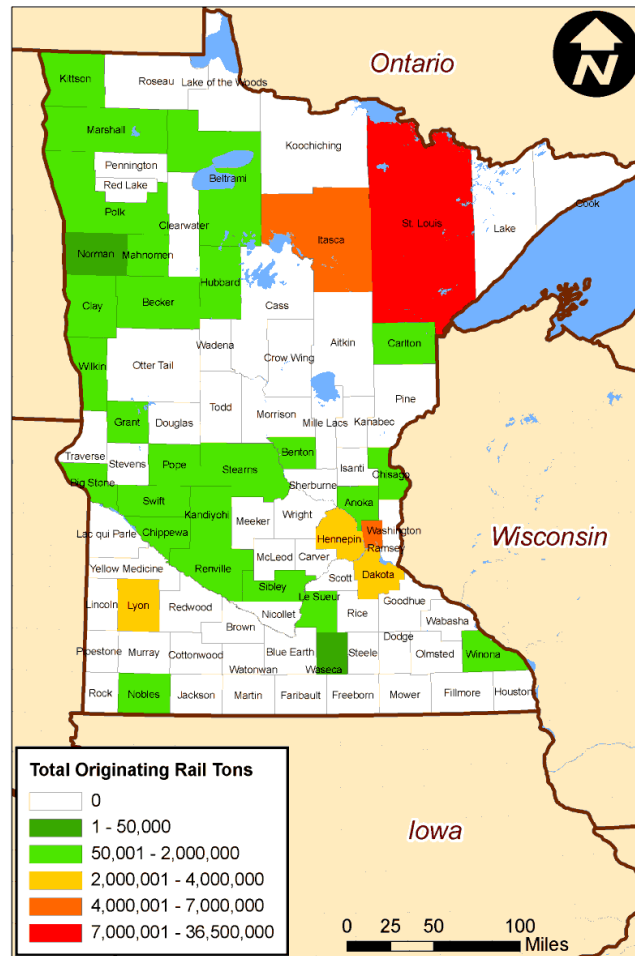 Ontario
N
Kittson
Roseau
Lake of the Woods
Marshall
Koochiching
Pennington
Red Lake
Beltrami
Polk
Clearwater
Cook
St. Louis
Lake
Norman
Mahnomen
Itasca
Hubbard
Clay
Becker
Cass
Wadena
Aitkin
Carlton
Crow Wing
Wilkin
Otter Tail
Pine
Todd
Morrison
Mille Lacs
Kanabec
Grant
Douglas
Traverse
Stevens
Pope
Stearns
Benton
Isanti
Chisago
Big Stone
Sherburne
Swift
Anoka
Kandiyohi
Meeker
Wright
Washington
Wisconsin
Lac qui Parle
Chippewa
Hennepin
Ramsey
McLeod
Carver
Yellow Medicine
Renville
Dakota
Scott
Sibley
Lincoln
Lyon
Redwood
Le Sueur
Nicollet
Rice
Goodhue
Wabasha
Brown
Dodge
Pipestone
Murray
Cottonwood
Blue Earth
Waseca
Steele
Olmsted
Winona
Watonwan
Rock
Nobles
Jackson
Martin
Faribault
Freeborn
Mower
Fillmore
Houston
Total Originating Rail Tons
0
1 - 50,000
50,001 - 2,000,000
2,000,001 - 4,000,000
4,000,001 - 7,000,000
7,000,001 - 36,500,000
Iowa
0 25 50 100
Miles